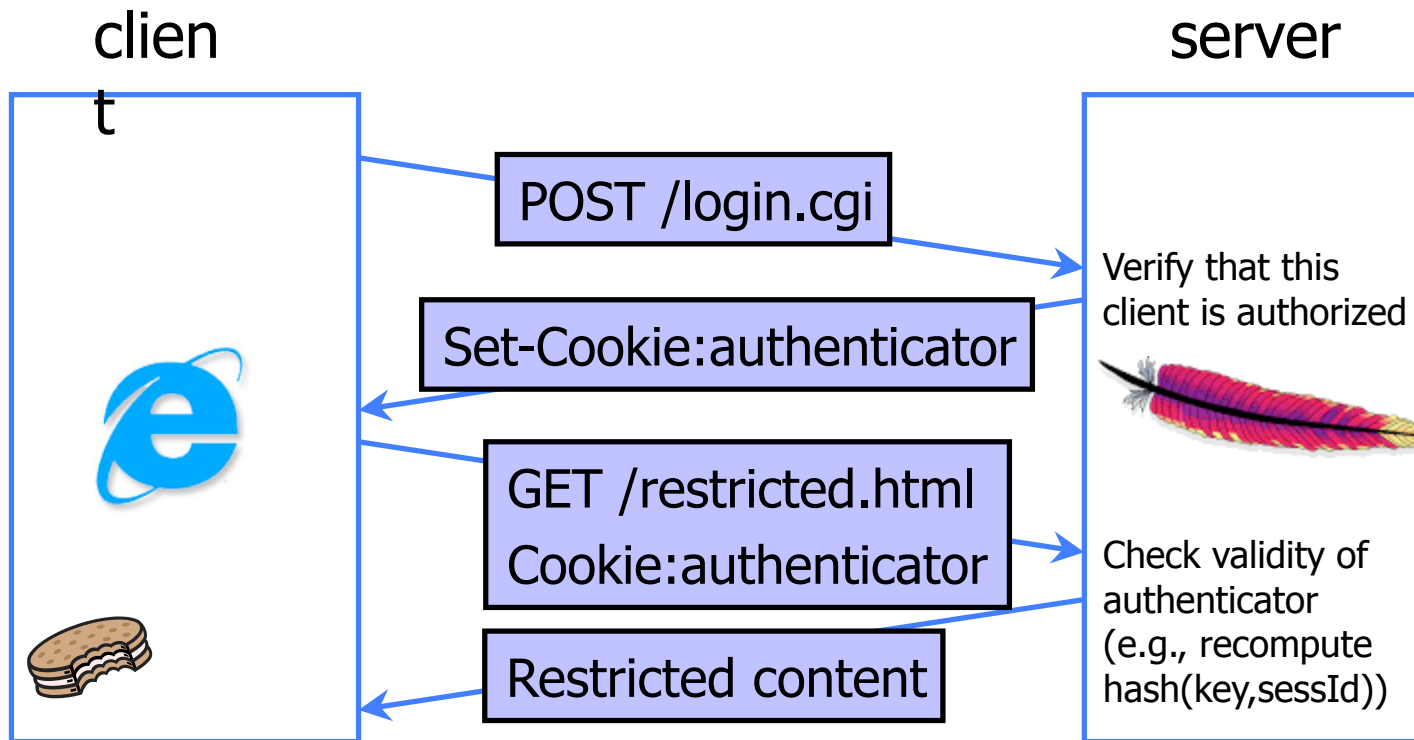 clien
t
server
POST /login.cgi
Verify that this
client is authorized
Set-Cookie:authenticator
GET /restricted.html
Cookie:authenticator
Check validity of
authenticator
(e.g., recompute
hash(key,sessId))
Restricted content